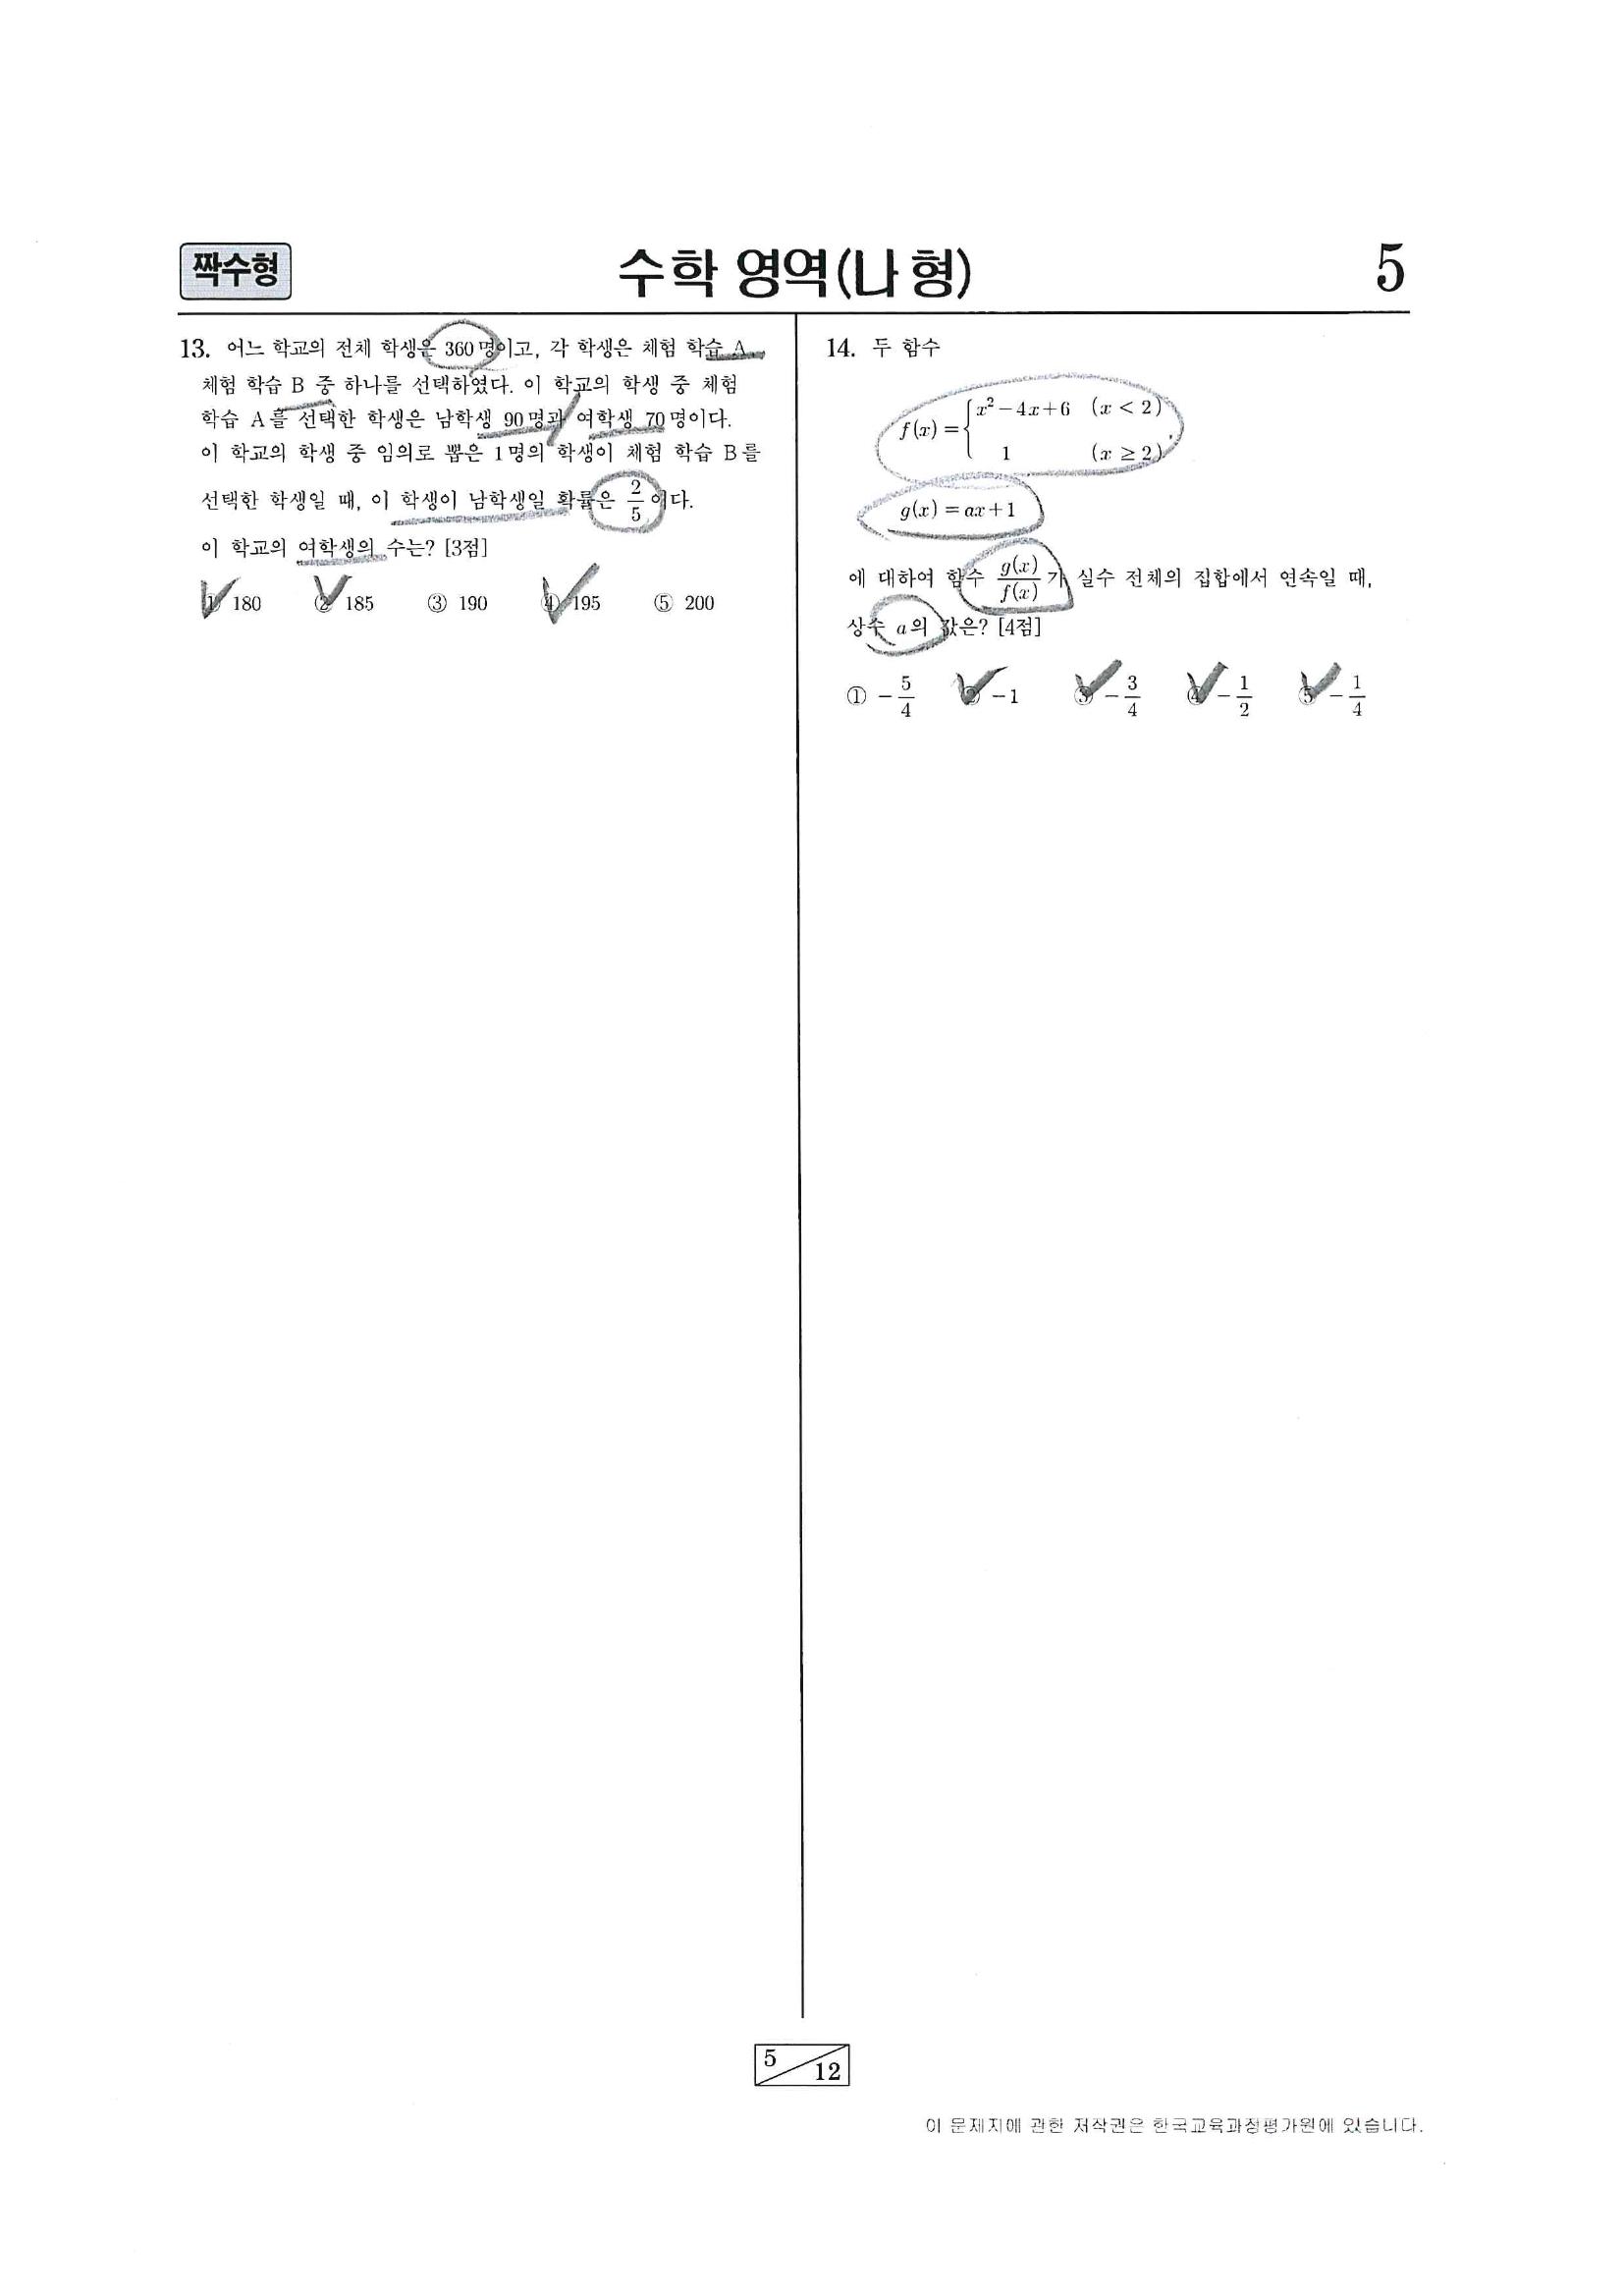 짝수형
수학 영역(나 형)
5
13. 어느 학교의 전체 학생은 360명이고, 각 학생은 체험 학습 A,
체험 학습 B 중 하나를 선택하였다. 이 학교의 학생 중 체험
학습 A를 선택한 학생은 남학생 90명과 여학생 70명이다.
이 학교의 학생 중 임의로 뽑은 1명의 학생이 체험 학습 B를
선택한 학생일 때, 이 학생이 남학생일 확률은 2/5이다.
이 학교의 여학생의 수는? [3점]
① 180 ② 185 ③ 190 ④ 195 ⑤ 200
14. 두 함수
f(x) = { x² − 4x + 6 (x < 2)
1 (x ≥ 2) ,
g(x) = ax + 1
에 대하여 함수 g(x)/f(x)가 실수 전체의 집합에서 연속일 때,
상수 a의 값은? [4점]
① −5/4 ② −1 ③ −3/4 ④ −1/2 ⑤ −1/4
5/12
이 문제지에 관한 저작권은 한국교육과정평가원에 있습니다.